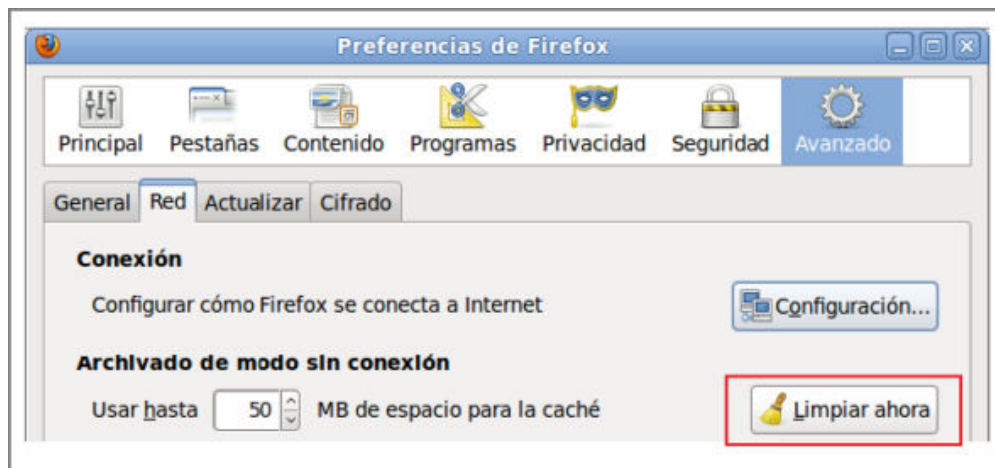 Preferencias de Firefox
Principal Pestañas Contenido Programas Privacidad Seguridad Avanzado
General Red Actualizar Cifrado
Conexión
Configurar cómo Firefox se conecta a Internet Configuración...
Archivado de modo sin conexión
Usar hasta 50 MB de espacio para la caché Limpiar ahora